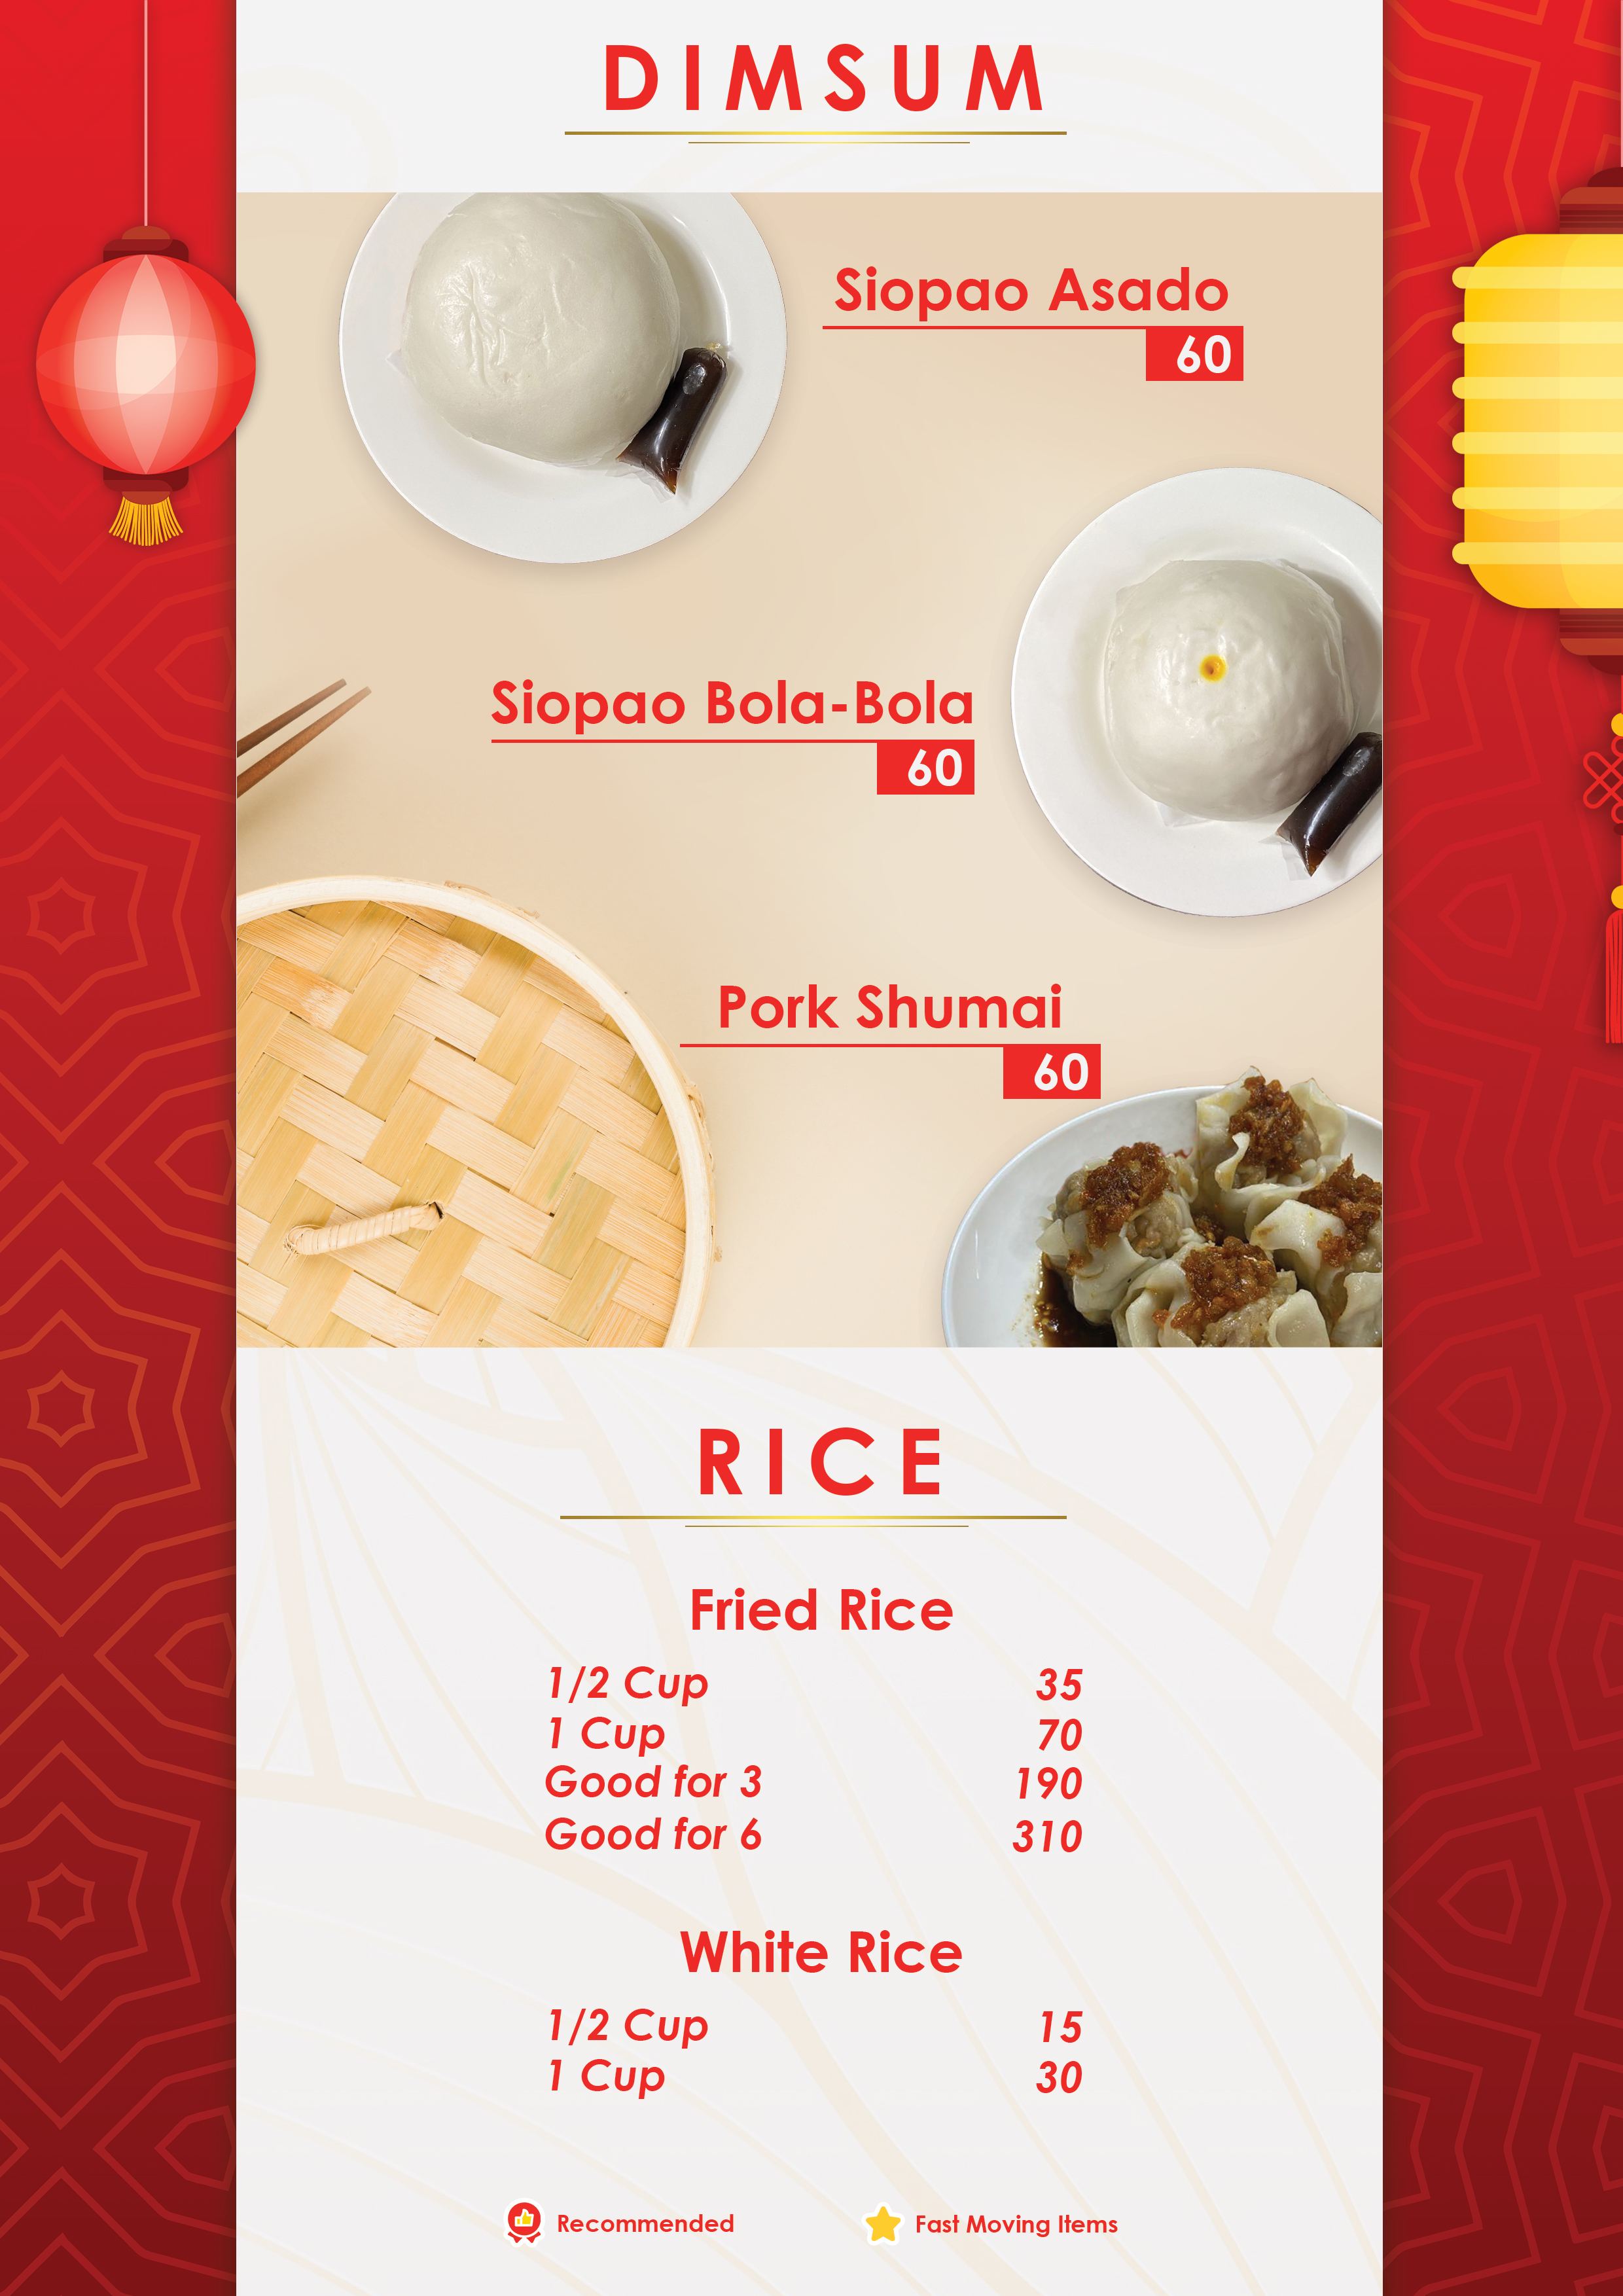 DIMSUM
Siopao Asado
60
Siopao Bola-Bola
60
Pork Shumai
60
RICE
Fried Rice
1/2 Cup 35
1 Cup 70
Good for 3 190
Good for 6 310
White Rice
1/2 Cup 15
1 Cup 30
Recommended
Fast Moving Items